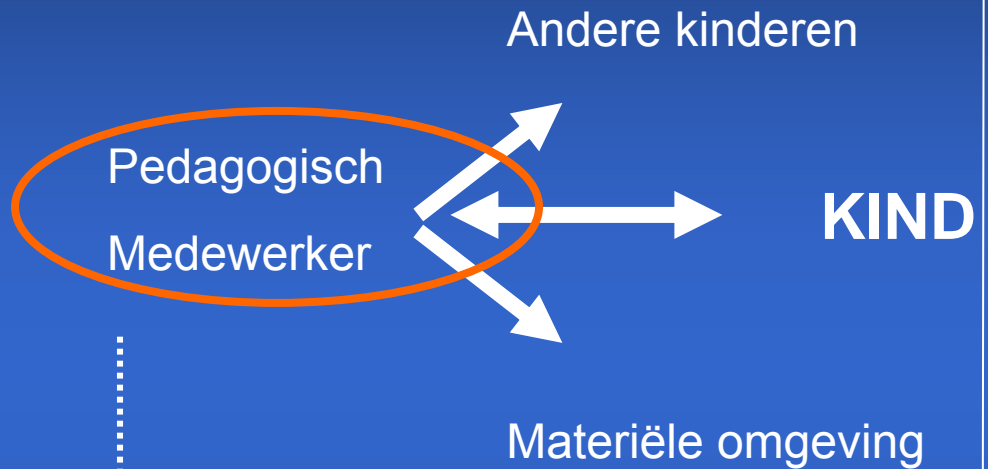 Andere kinderen
Pedagogisch
Medewerker
KIND
Materiële omgeving